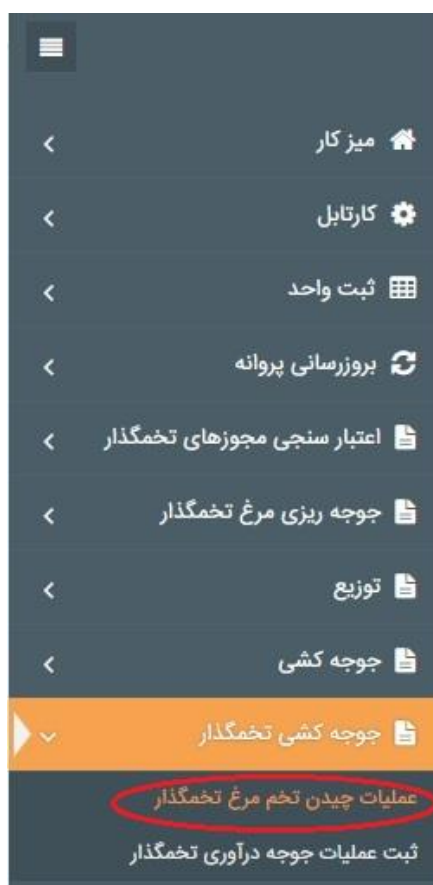 میز کار
کارتابل
ثبت واحد
بروزرسانی پروانه
اعتبار سنجی مجوزهای تخمگذار
جوجه ریزی مرغ تخمگذار
توزیع
جوجه کشی
جوجه کشی تخمگذار
عملیات چیدن تخم مرغ تخمگذار
ثبت عملیات جوجه درآوری تخمگذار